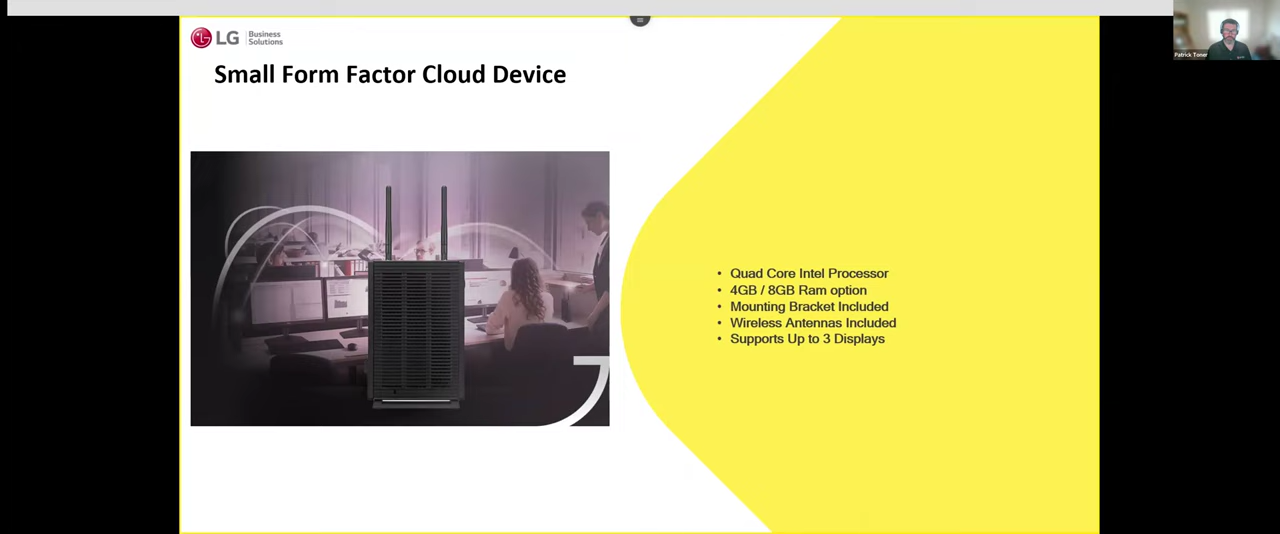 LG Business Solutions
Small Form Factor Cloud Device
• Quad Core Intel Processor
• 4GB / 8GB Ram option
• Mounting Bracket Included
• Wireless Antennas Included
• Supports Up to 3 Displays
Patrick Toner